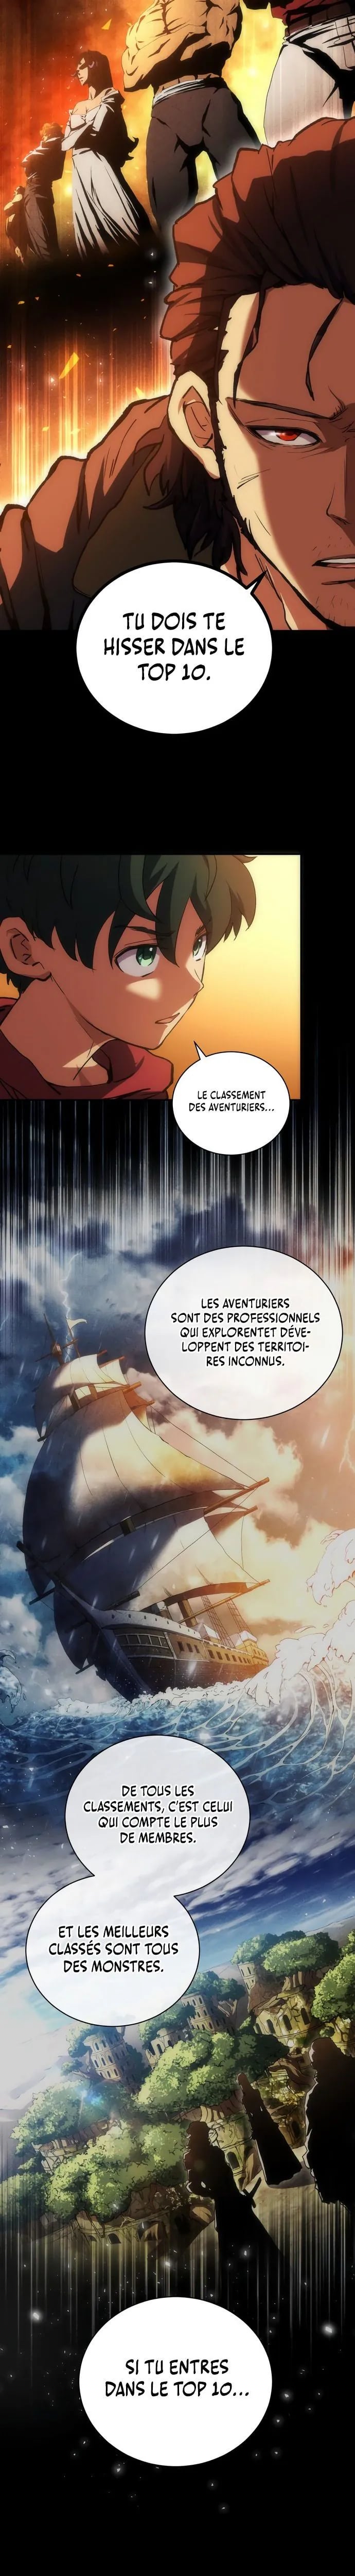 TU DOIS TE
HISSER DANS LE
TOP 10.
LE CLASSEMENT
DES AVENTURIERS...
LES AVENTURIERS
SONT DES PROFESSIONNELS
QUI EXPLORENTET DÉVE-
LOPPENT DES TERRITOI-
RES INCONNUS.
DE TOUS LES
CLASSEMENTS, C'EST CELUI
QUI COMPTE LE PLUS
DE MEMBRES.
ET LES MEILLEURS
CLASSÉS SONT TOUS
DES MONSTRES.
SI TU ENTRES
DANS LE TOP 10...